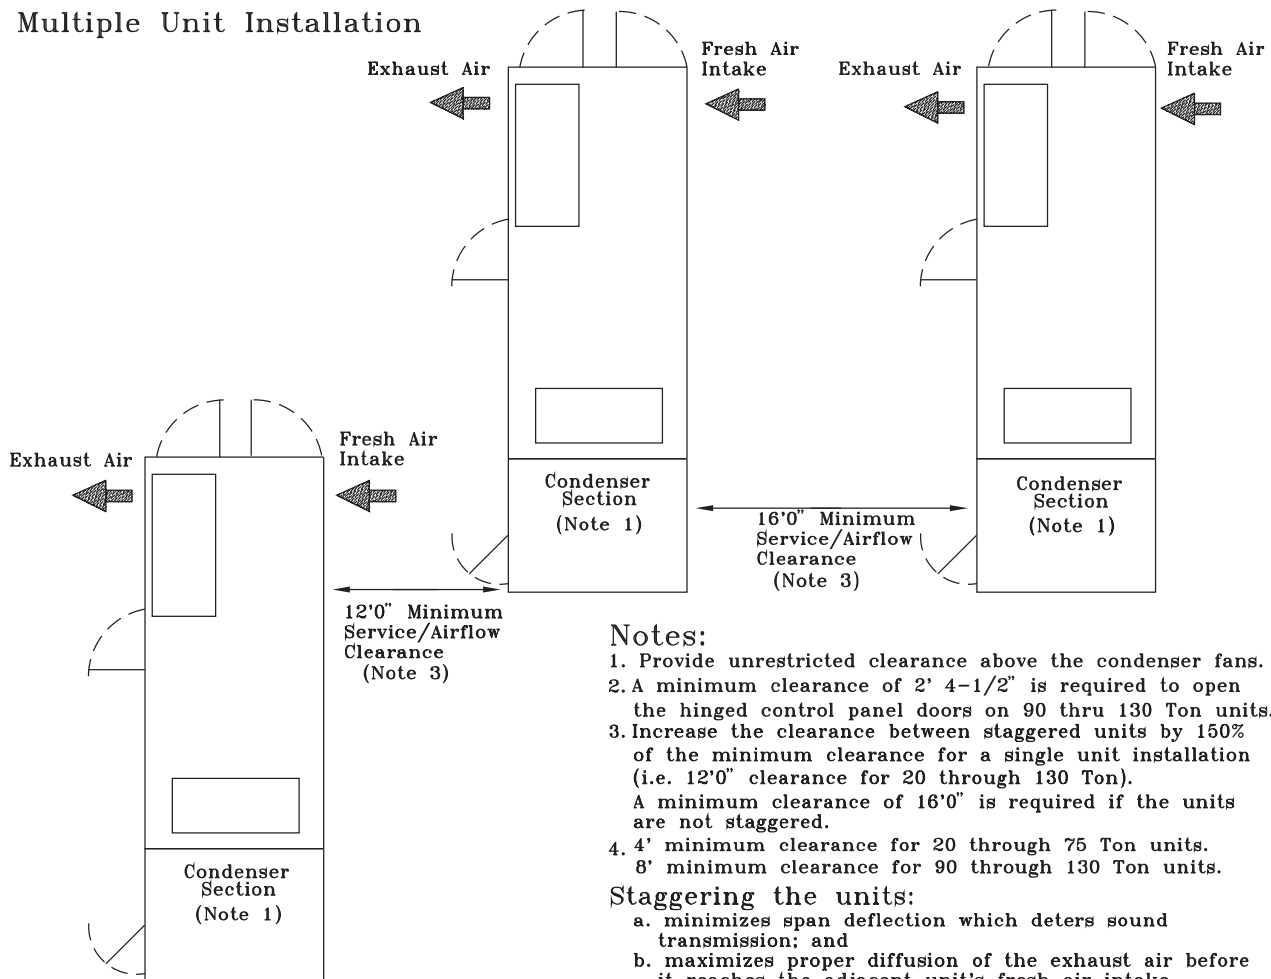 Multiple Unit Installation
Exhaust Air
Fresh Air
Intake
Exhaust Air
Fresh Air
Intake
Exhaust Air
Fresh Air
Intake
Condenser
Section
(Note 1)
16'0" Minimum
Service/Airflow
Clearance
(Note 3)
Condenser
Section
(Note 1)
12'0" Minimum
Service/Airflow
Clearance
(Note 3)
Condenser
Section
(Note 1)
Notes:
1. Provide unrestricted clearance above the condenser fans.
2. A minimum clearance of 2' 4-1/2" is required to open
the hinged control panel doors on 90 thru 130 Ton units.
3. Increase the clearance between staggered units by 150%
of the minimum clearance for a single unit installation
(i.e. 12'0" clearance for 20 through 130 Ton).
A minimum clearance of 16'0" is required if the units
are not staggered.
4. 4' minimum clearance for 20 through 75 Ton units.
8' minimum clearance for 90 through 130 Ton units.
Staggering the units:
a. minimizes span deflection which deters sound
transmission; and
b. maximizes proper diffusion of the exhaust air before
it reaches the adjacent unit's fresh air intake